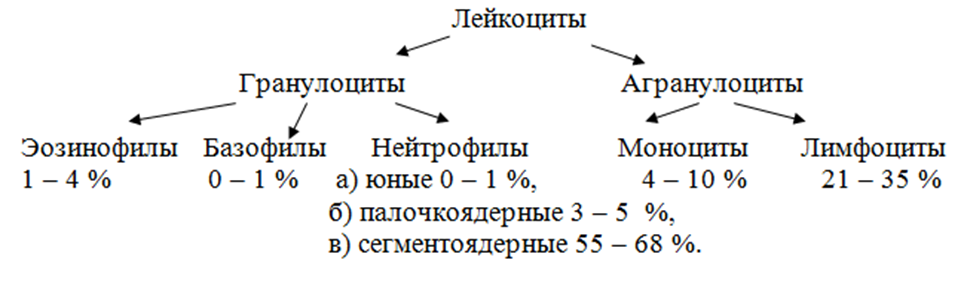 Лейкоциты
Гранулоциты Агранулоциты
Эозинофилы Базофилы Нейтрофилы Моноциты Лимфоциты
1 – 4 % 0 – 1 % а) юные 0 – 1 %, 4 – 10 % 21 – 35 %
б) палочкоядерные 3 – 5 %,
в) сегментоядерные 55 – 68 %.